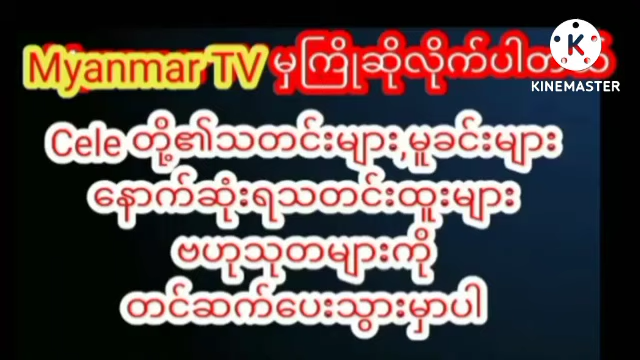 Myanmar TV မှကြိုဆိုလိုက်ပါတယ်
KINEMASTER
Cele တို့၏သတင်းများ,မူခင်းများ
နောက်ဆုံးရသတင်းထူးများ
ဗဟုသုတများကို
တင်ဆက်ပေးသွားမှာပါ